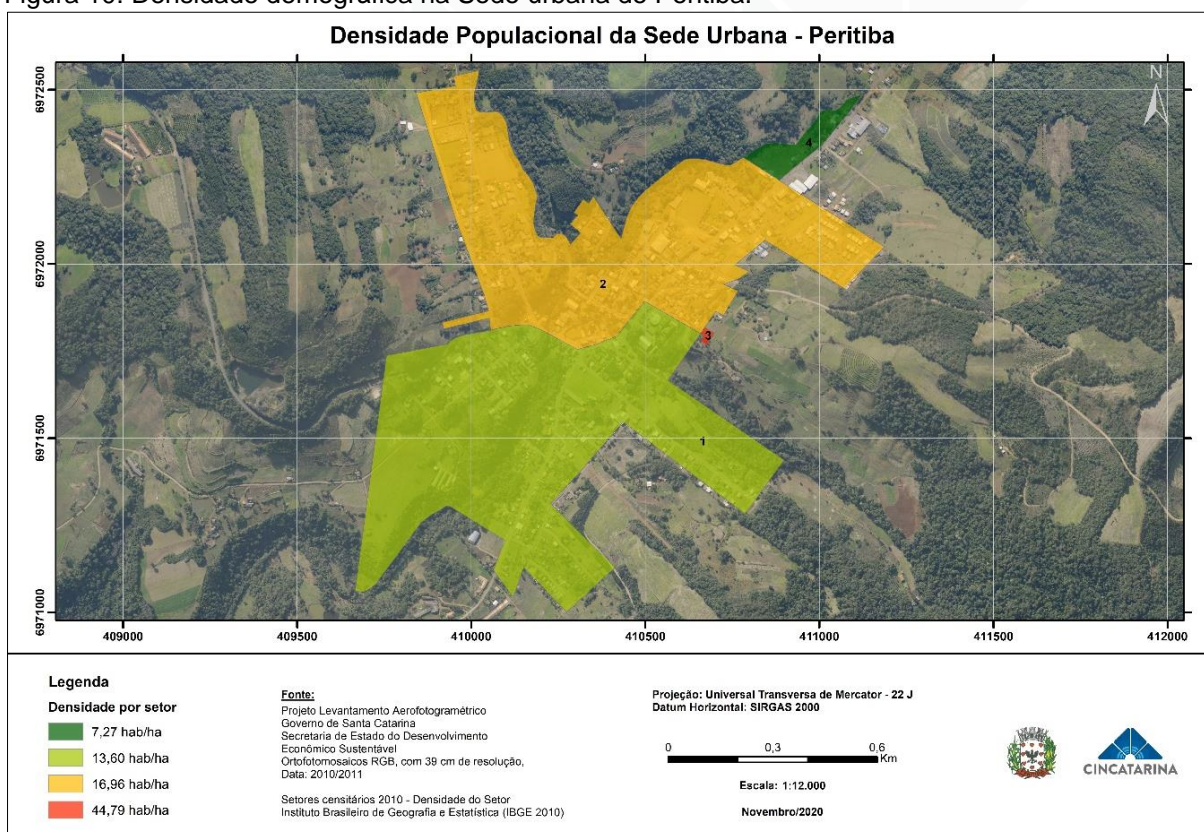 Figura 10: Densidade demográfica na Sede urbana de Peritiba.
Densidade Populacional da Sede Urbana - Peritiba
N
6972500
6972000
6971500
6971000
4
2
3
1
409000 409500 410000 410500 411000 411500 412000
Legenda
Densidade por setor
7,27 hab/ha
13,60 hab/ha
16,96 hab/ha
44,79 hab/ha
Fonte:
Projeto Levantamento Aerofotogramétrico
Governo de Santa Catarina
Secretaria de Estado do Desenvolvimento
Econômico Sustentável
Ortofotomosaicos RGB, com 39 cm de resolução,
Data: 2010/2011
Setores censitários 2010 - Densidade do Setor
Instituto Brasileiro de Geografia e Estatística (IBGE 2010)
Projeção: Universal Transversa de Mercator - 22 J
Datum Horizontal: SIRGAS 2000
0 0,3 0,6
Km
Escala: 1:12.000
Novembro/2020
CINCATARINA